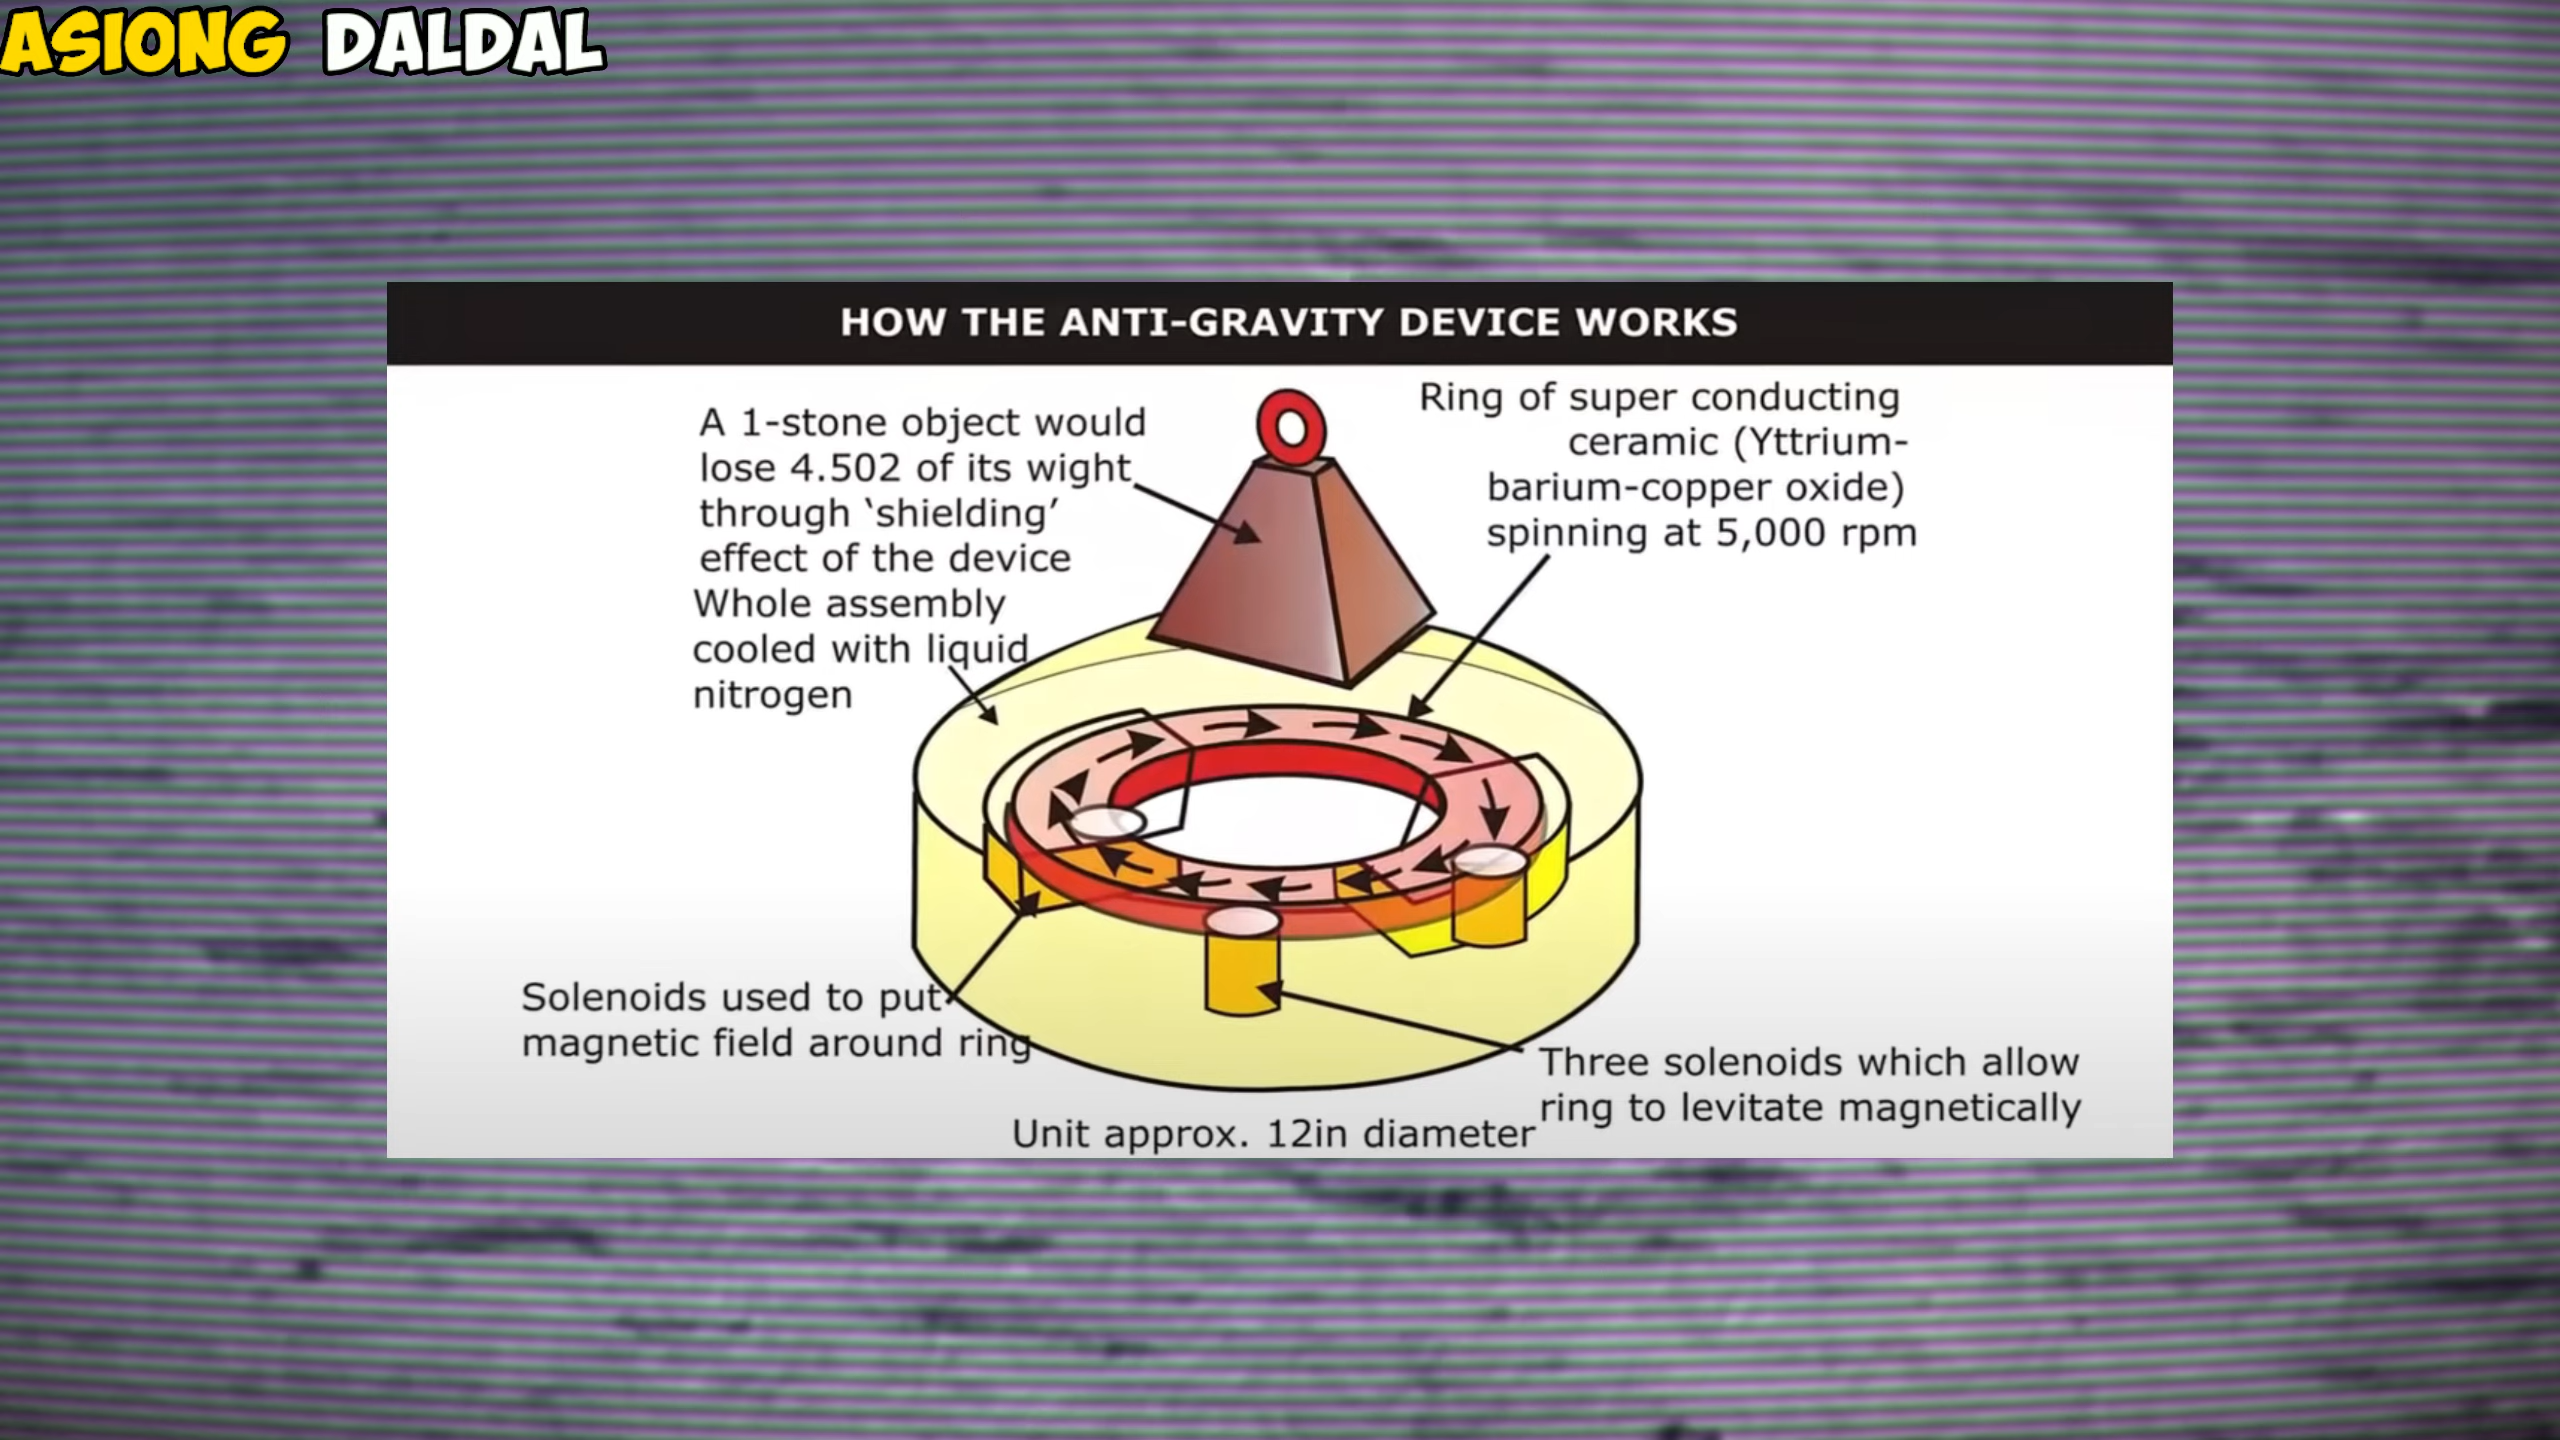 ASIONG DALDAL
HOW THE ANTI-GRAVITY DEVICE WORKS
A 1-stone object would
lose 4.502 of its wight
through ‘shielding’
effect of the device
Whole assembly
cooled with liquid
nitrogen
Ring of super conducting
ceramic (Yttrium-
barium-copper oxide)
spinning at 5,000 rpm
Solenoids used to put
magnetic field around ring
Three solenoids which allow
ring to levitate magnetically
Unit approx. 12in diameter